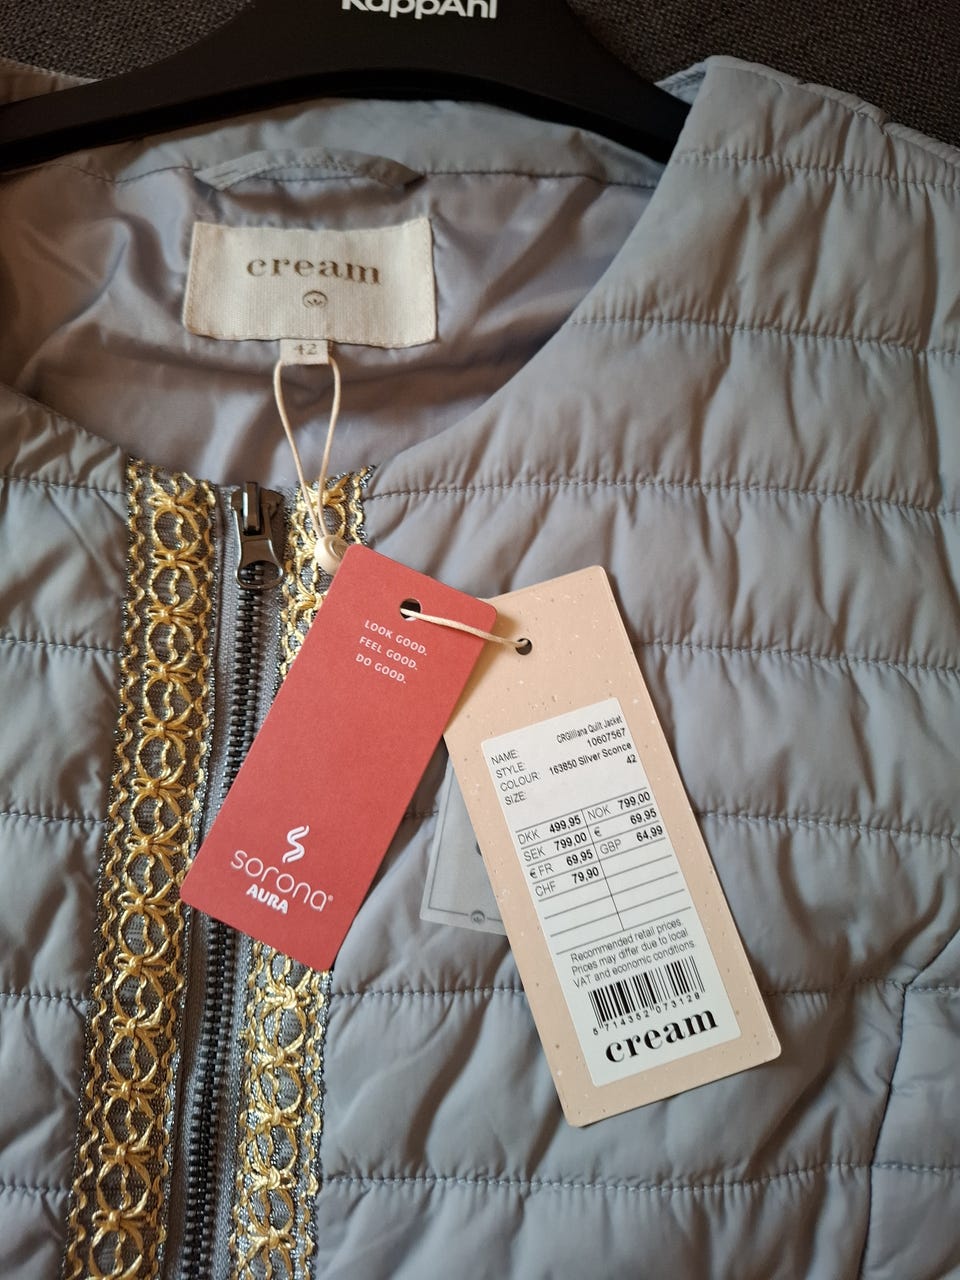 KappAhl
cream
42
LOOK GOOD.
FEEL GOOD.
DO GOOD.
sorona®
AURA
NAME: CRGilliana Quilt Jacket
STYLE: 10607567
COLOUR: 163850 Silver Sconce
SIZE: 42
DKK 499,95 NOK 799,00
SEK 799,00 € 69,95
€ FR 69,95 GBP 64,99
CHF 79,90
Recommended retail prices.
Prices may differ due to local
VAT and economic conditions.
5 714352 073128
cream